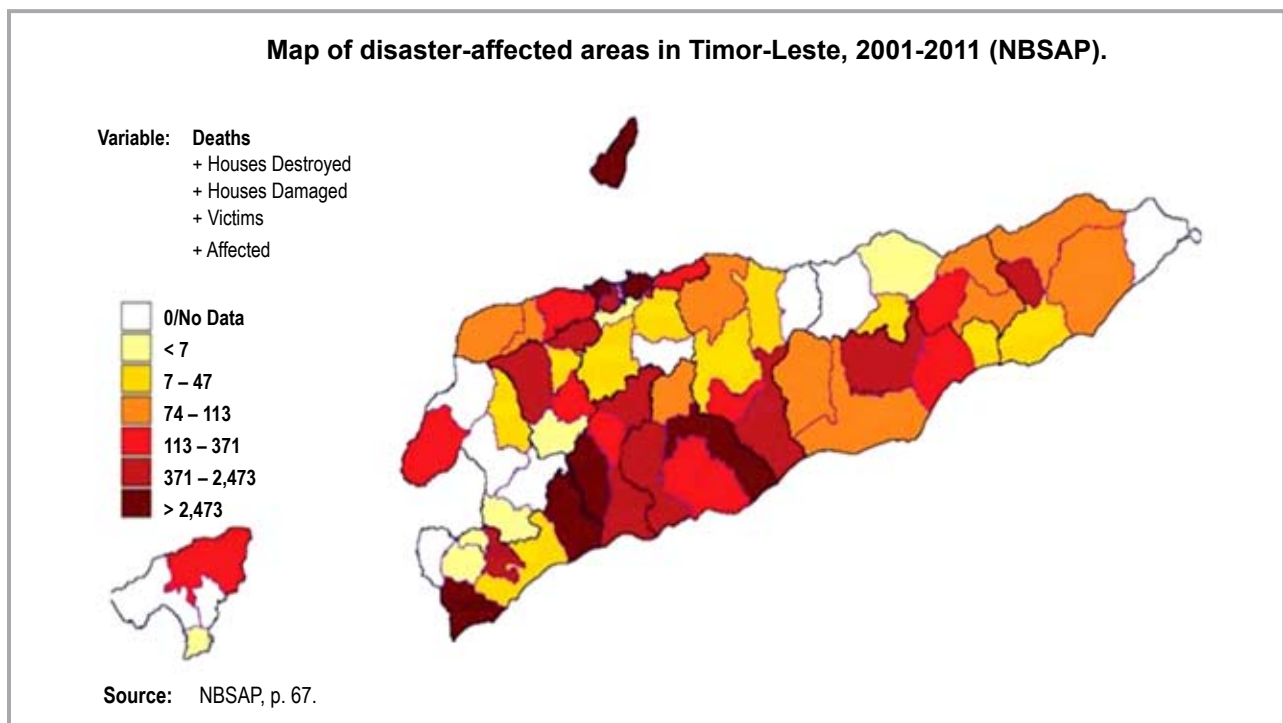 Map of disaster-affected areas in Timor-Leste, 2001-2011 (NBSAP).
Variable: Deaths
+ Houses Destroyed
+ Houses Damaged
+ Victims
+ Affected
0/No Data
< 7
7 – 47
74 – 113
113 – 371
371 – 2,473
> 2,473
Source: NBSAP, p. 67.